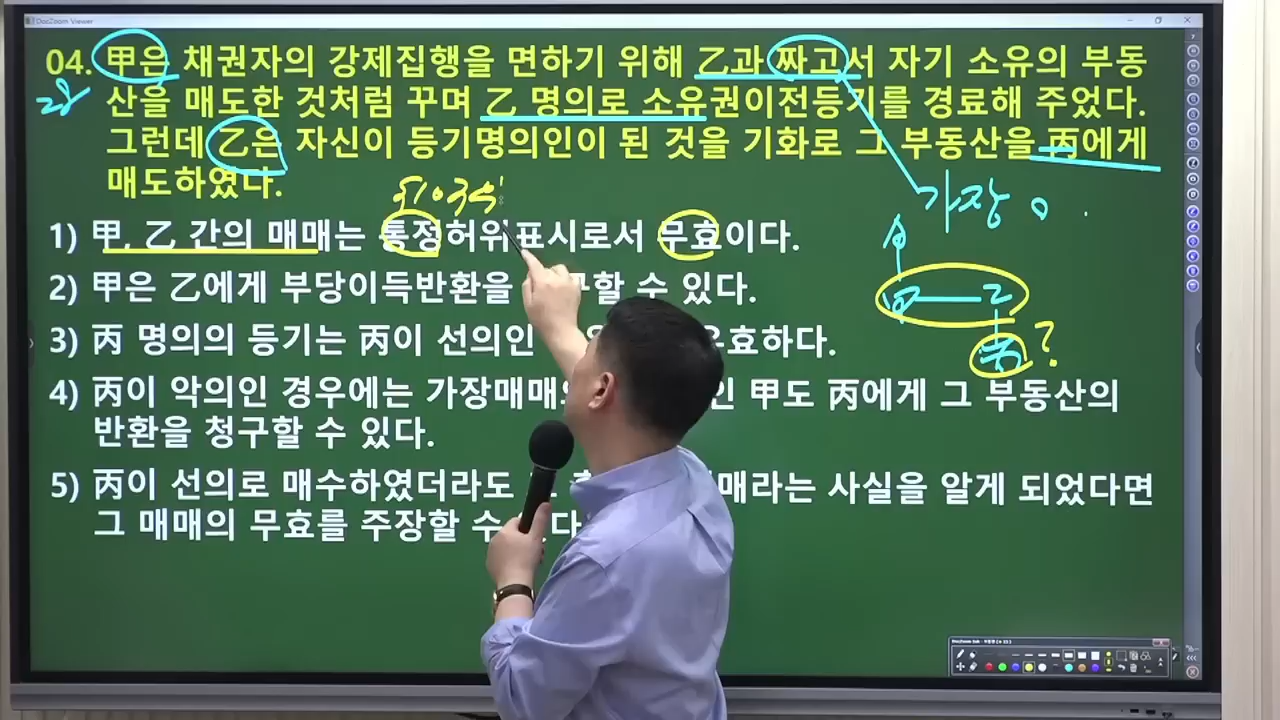 DocZoom Viewer
04. 甲은 채권자의 강제집행을 면하기 위해 乙과 짜고서 자기 소유의 부동
산을 매도한 것처럼 꾸며 乙 명의로 소유권이전등기를 경료해 주었다.
그런데 乙은 자신이 등기명의인이 된 것을 기화로 그 부동산을 丙에게
매도하였다.
가장
1) 甲, 乙 간의 매매는 통정허위표시로서 무효이다.
2) 甲은 乙에게 부당이득반환을 할 수 있다.
3) 丙 명의의 등기는 丙이 선의인 효하다.
4) 丙이 악의인 경우에는 가장매매 인 甲도 丙에게 그 부동산의
반환을 청구할 수 있다.
5) 丙이 선의로 매수하였더라도 매라는 사실을 알게 되었다면
그 매매의 무효를 주장할 수 다
?